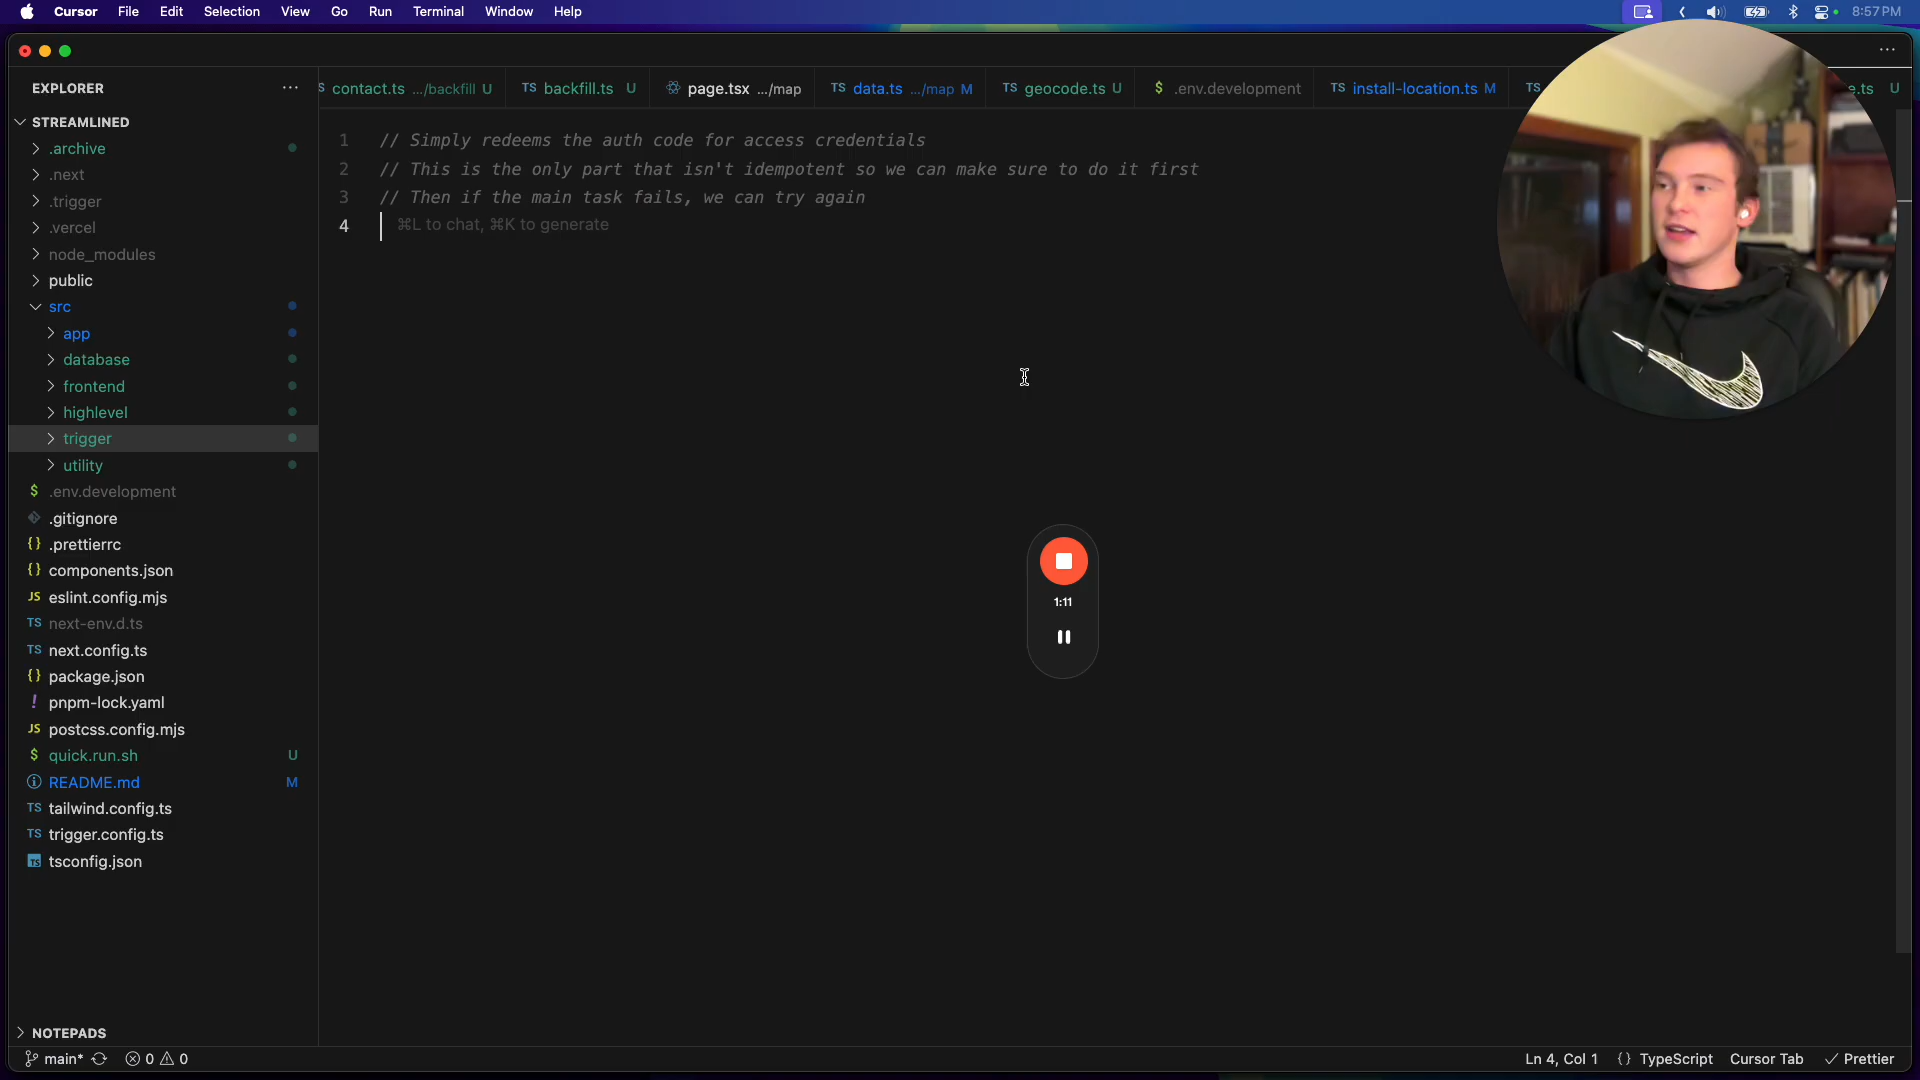 Cursor File Edit Selection View Go Run Terminal Window Help
8:57PM
EXPLORER
contact.ts .../backfill U
backfill.ts U
page.tsx .../map
data.ts .../map M
geocode.ts U
.env.development
install-location.ts M
TS
e.ts U
STREAMLINED
.archive
.next
.trigger
.vercel
node_modules
public
src
app
database
frontend
highlevel
trigger
utility
$ .env.development
.gitignore
{} .prettierrc
{} components.json
JS eslint.config.mjs
TS next-env.d.ts
TS next.config.ts
{} package.json
! pnpm-lock.yaml
JS postcss.config.mjs
$ quick.run.sh U
README.md M
TS tailwind.config.ts
TS trigger.config.ts
TS tsconfig.json
NOTEPADS
1 // Simply redeems the auth code for access credentials
2 // This is the only part that isn't idempotent so we can make sure to do it first
3 // Then if the main task fails, we can try again
4 ⌘L to chat, ⌘K to generate
1:11
main* 0 0
Ln 4, Col 1 {} TypeScript Cursor Tab Prettier